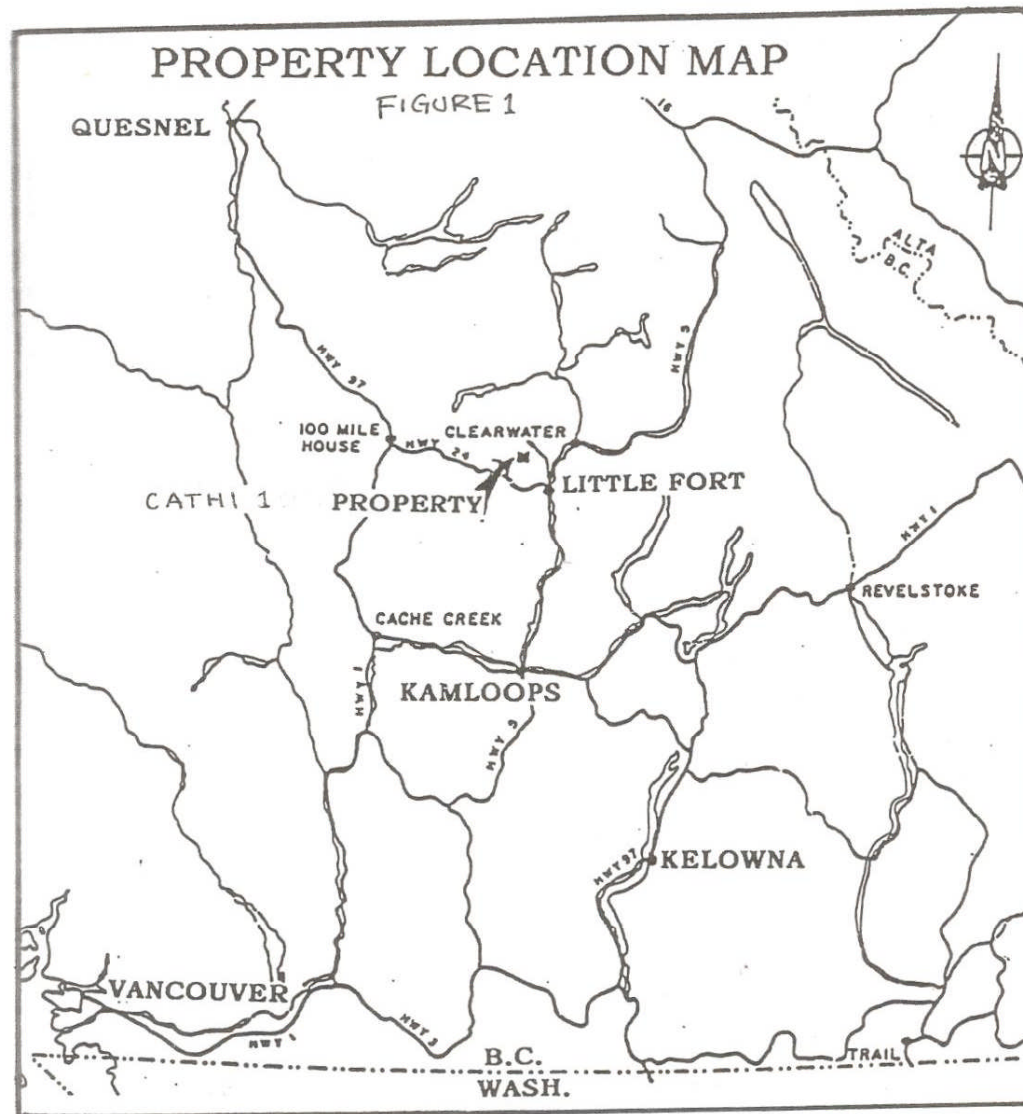 PROPERTY LOCATION MAP
FIGURE 1
QUESNEL
16
N
ALTA
B.C.
HWY 97
HWY 5
100 MILE
HOUSE
CLEARWATER
HWY 24
CATHI 1
PROPERTY
LITTLE FORT
HWY 1
REVELSTOKE
CACHE CREEK
KAMLOOPS
HWY 1
HWY 5
HWY 97
KELOWNA
VANCOUVER
HWY 1
HWY 3
B.C.
WASH.
TRAIL